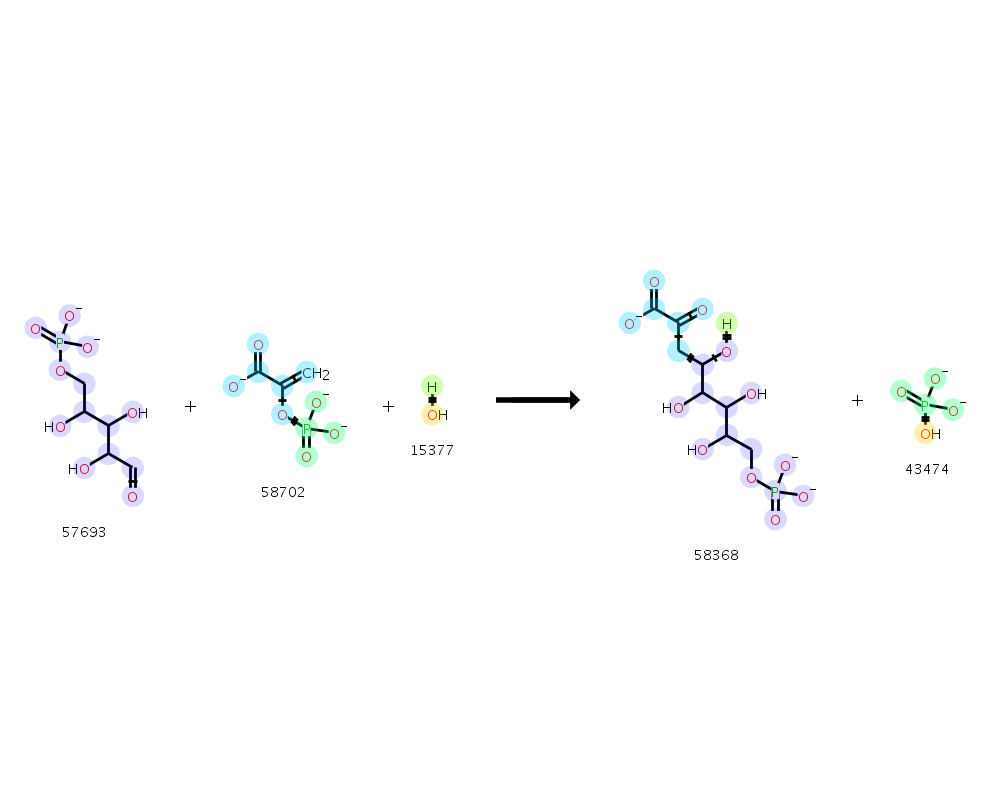 O O⁻ O⁻ P O HO OH HO O
57693
+
O O⁻ CH2 O O⁻ P O⁻ O
58702
+
H
OH
15377
O O⁻ O H O HO OH HO O P O⁻ O⁻ O
58368
+
O O⁻ P O⁻ OH
43474